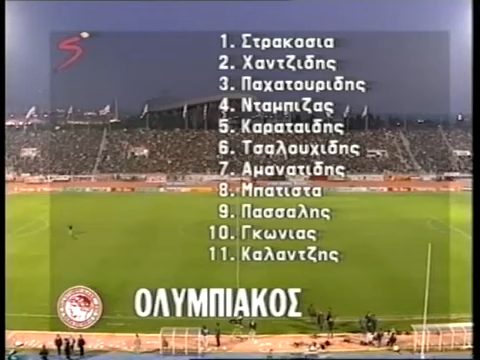 1. Στρακοσια
2. Χαντζιδης
3. Παχατουριδης
4. Νταμπιζας
5. Καραταιδης
6. Τσαλουχιδης
7. Αμανατιδης
8. Μπατιστα
9. Πασσαλης
10. Γκωνιας
11. Καλαντζης
ΟΛΥΜΠΙΑΚΟΣ